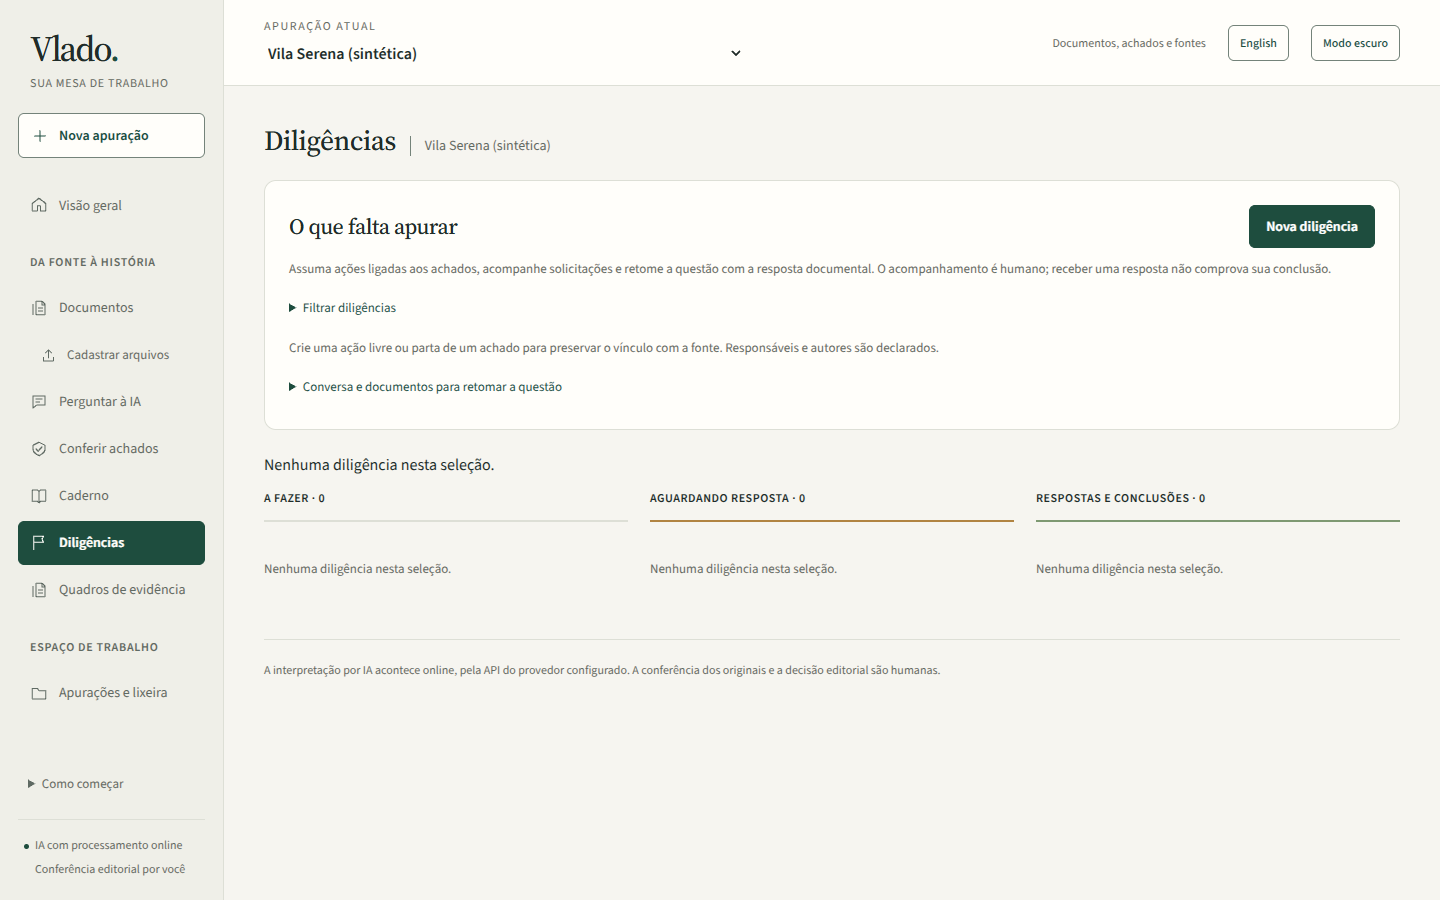 Vlado.
SUA MESA DE TRABALHO
Nova apuração
Visão geral
DA FONTE À HISTÓRIA
Documentos
Cadastrar arquivos
Perguntar à IA
Conferir achados
Caderno
Diligências
Quadros de evidência
ESPAÇO DE TRABALHO
Apurações e lixeira
Como começar
IA com processamento online
Conferência editorial por você
APURAÇÃO ATUAL
Vila Serena (sintética)
Documentos, achados e fontes
English
Modo escuro
Diligências
Vila Serena (sintética)
O que falta apurar
Nova diligência
Assuma ações ligadas aos achados, acompanhe solicitações e retome a questão com a resposta documental. O acompanhamento é humano; receber uma resposta não comprova sua conclusão.
Filtrar diligências
Crie uma ação livre ou parta de um achado para preservar o vínculo com a fonte. Responsáveis e autores são declarados.
Conversa e documentos para retomar a questão
Nenhuma diligência nesta seleção.
A FAZER · 0
AGUARDANDO RESPOSTA · 0
RESPOSTAS E CONCLUSÕES · 0
Nenhuma diligência nesta seleção.
Nenhuma diligência nesta seleção.
Nenhuma diligência nesta seleção.
A interpretação por IA acontece online, pela API do provedor configurado. A conferência dos originais e a decisão editorial são humanas.